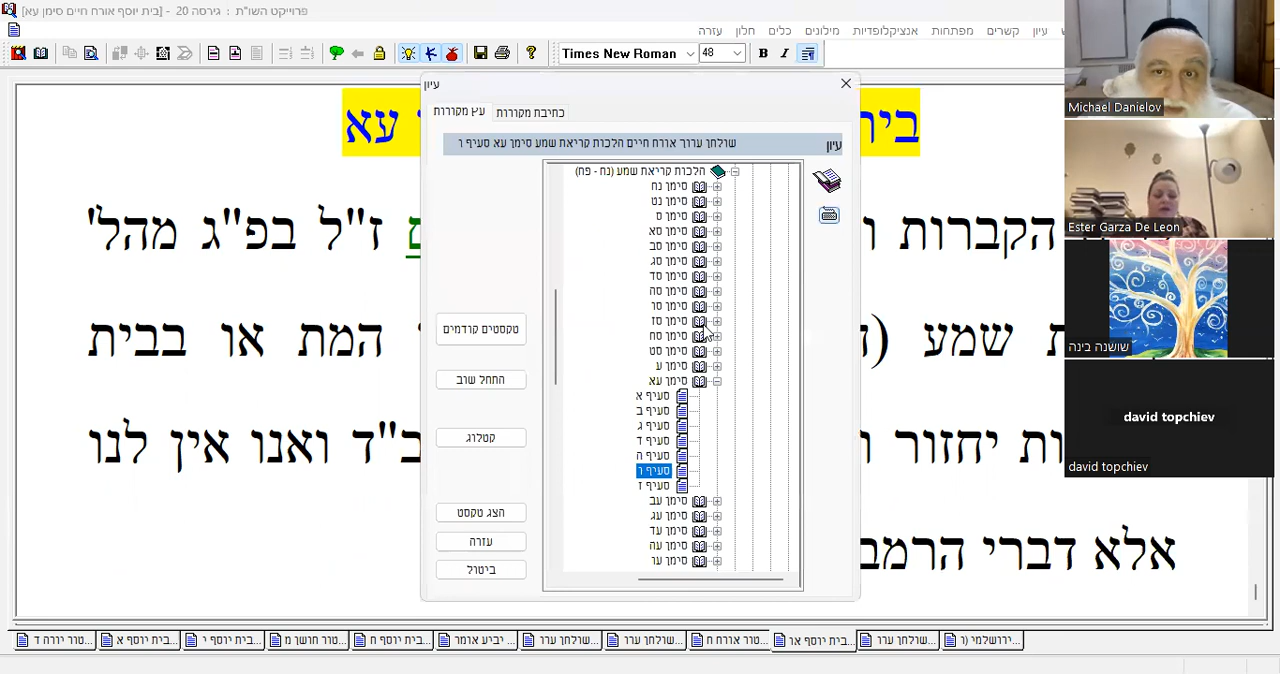 פרוייקט השו"ת : גירסה 20 - [בית יוסף אורח חיים סימן עא]
עיון קשרים מפתחות אנציקלופדיות מילונים כלים חלון עזרה
Times New Roman 48 B I
עיון
עץ מקורות כתיבת מקורות
עיון שולחן ערוך אורח חיים הלכות קריאת שמע סימן עא סעיף ו
הלכות קריאת שמע (נח - פח)
סימן נח
סימן נט
סימן ס
סימן סא
סימן סב
סימן סג
סימן סד
סימן סה
סימן סו
סימן סז
סימן סח
סימן סט
סימן ע
סימן עא
סעיף א
סעיף ב
סעיף ג
סעיף ד
סעיף ה
סעיף ו
סעיף ז
סימן עב
סימן עג
סימן עד
סימן עה
סימן עו
טקסטים קודמים
התחל שוב
קטלוג
הצג טקסט
עזרה
ביטול
עא
הקברות ו ז"ל בפ"ג מהל'
ת שמע המת או בבית
ות יחזור ו ב"ד ואנו אין לנו
אלא דברי הרמב
Michael Danielov
Ester Garza De Leon
שושנה בינה
david topchiev
david topchiev
ירושלמי (ו...
שולחן ערו...
בית יוסף או...
טור אורח ח...
שולחן ערו...
שולחן ערו...
יביע אומר ...
בית יוסף ח...
טור חושן מ...
בית יוסף י...
בית יוסף א...
טור יורה ד...